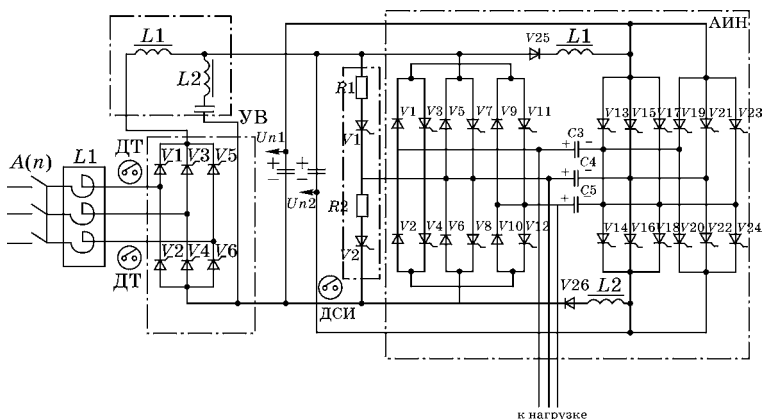 АИН
L1
V25
L1
L2
УВ
R1
V1 V3 V5 V7 V9 V11
V13 V15 V17 V19 V21 V23
Uп1
V1
C3
+ −
ДТ
A(п) L1
V1 V3 V5
+
−
+
−
C4
+ −
Uп2
R2
C5
+ −
V2 V4 V6
V2
V2 V4 V6 V8 V10 V12
V14 V16 V18 V20 V22 V24
ДТ
ДСИ
V26 L2
к нагрузке